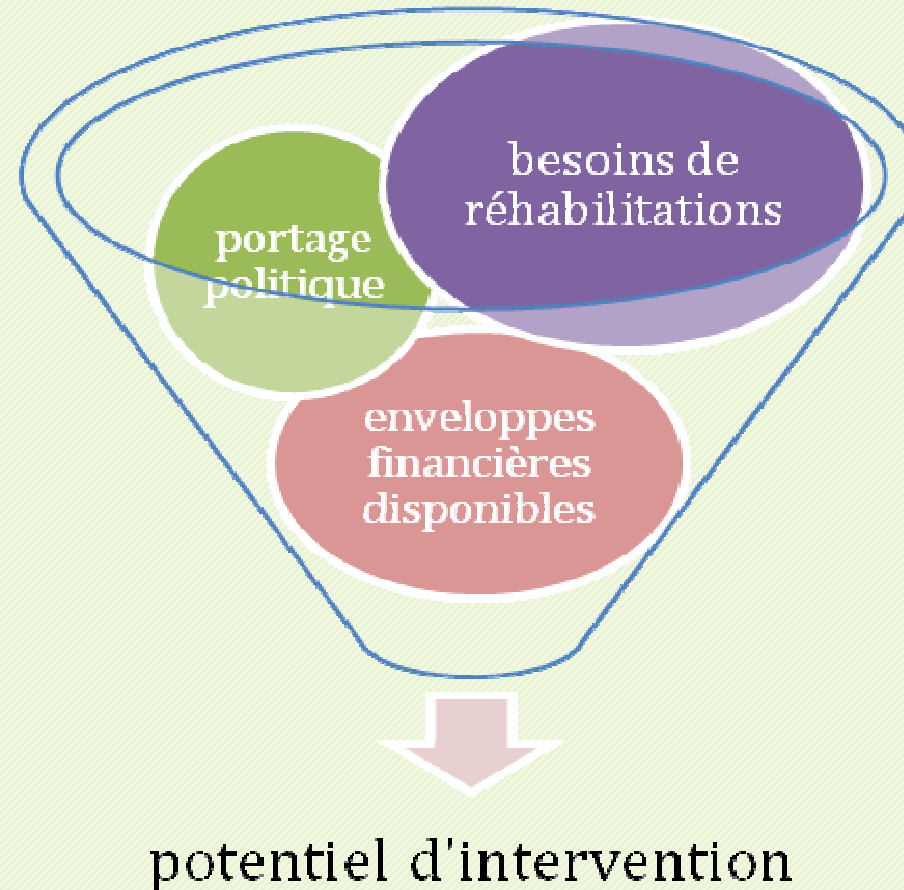 besoins de
réhabilitations
portage
politique
enveloppes
financières
disponibles
potentiel d'intervention